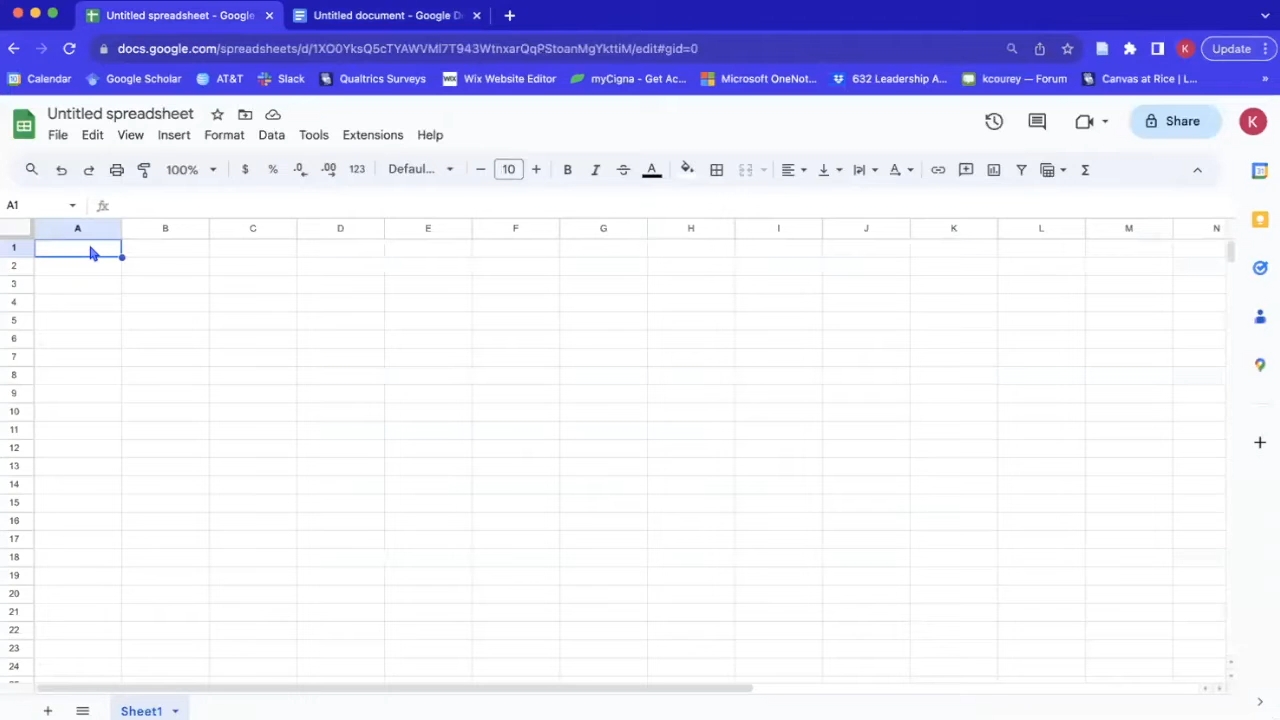 Untitled spreadsheet - Google
Untitled document - Google D
docs.google.com/spreadsheets/d/1XO0YksQ5cTYAWVMl7T943WtnxarQqPStoanMgYkttiM/edit#gid=0
K
Update
Calendar
Google Scholar
AT&T
Slack
Qualtrics Surveys
WIX Wix Website Editor
myCigna - Get Ac...
Microsoft OneNot...
632 Leadership A...
kcourey — Forum
Canvas at Rice | L...
»
Untitled spreadsheet
File Edit View Insert Format Data Tools Extensions Help
Share
K
100% $ % .0 .00 123 Defaul... − 10 + B I A Σ
A1 fx
A B C D E F G H I J K L M N
1
2
3
4
5
6
7
8
9
10
11
12
13
14
15
16
17
18
19
20
21
22
23
24
+ Sheet1
31